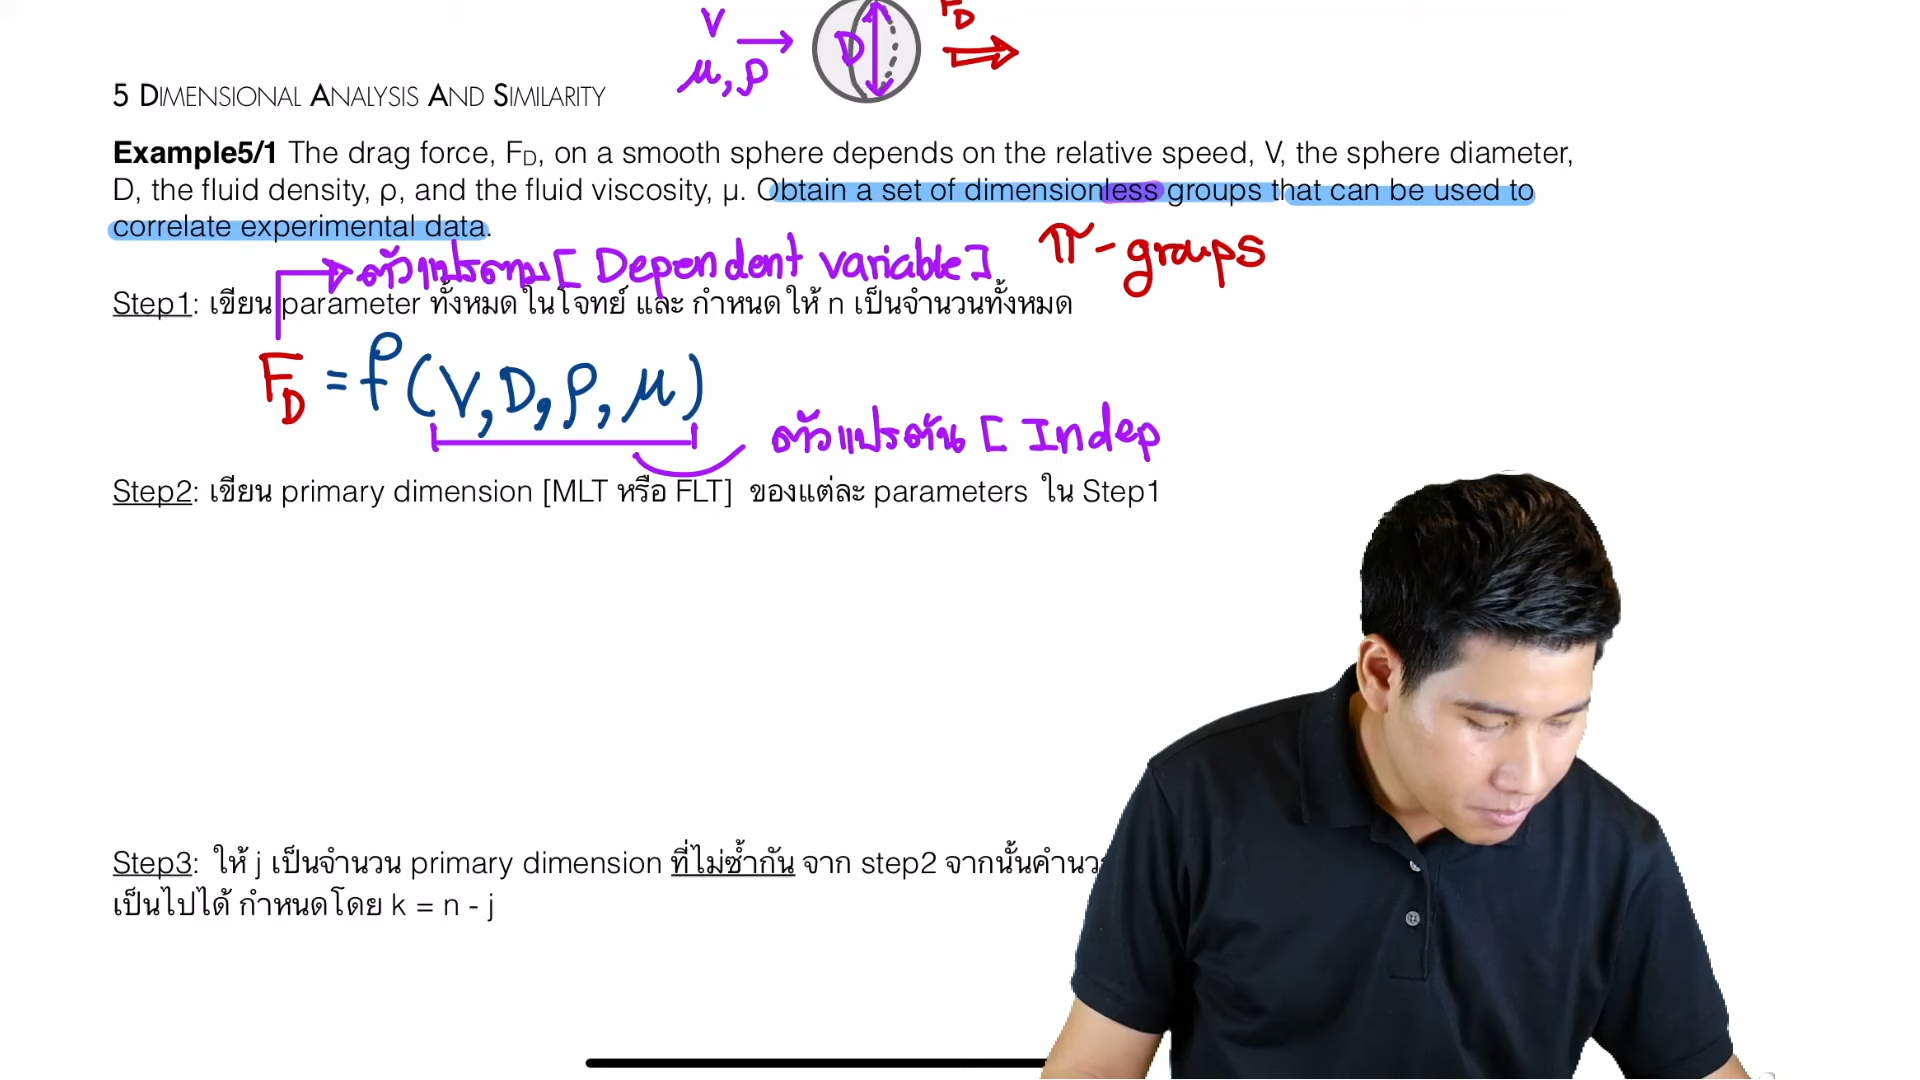 V
F_D
D
μ, ρ
5 DIMENSIONAL ANALYSIS AND SIMILARITY
Example5/1 The drag force, F_D, on a smooth sphere depends on the relative speed, V, the sphere diameter,
D, the fluid density, ρ, and the fluid viscosity, μ. Obtain a set of dimensionless groups that can be used to
correlate experimental data.
π-groups
ตัวแปรตาม [ Dependent variable]
Step1: เขียน parameter ทั้งหมด ในโจทย์ และ กำหนด ให้ n เป็นจำนวนทั้งหมด
F_D = f(V, D, ρ, μ)
ตัวแปรต้น [ Indep
Step2: เขียน primary dimension [MLT หรือ FLT] ของแต่ละ parameters ใน Step1
Step3: ให้ j เป็นจำนวน primary dimension ที่ไม่ซ้ำกัน จาก step2 จากนั้นคำนว
เป็นไปได้ กำหนดโดย k = n - j